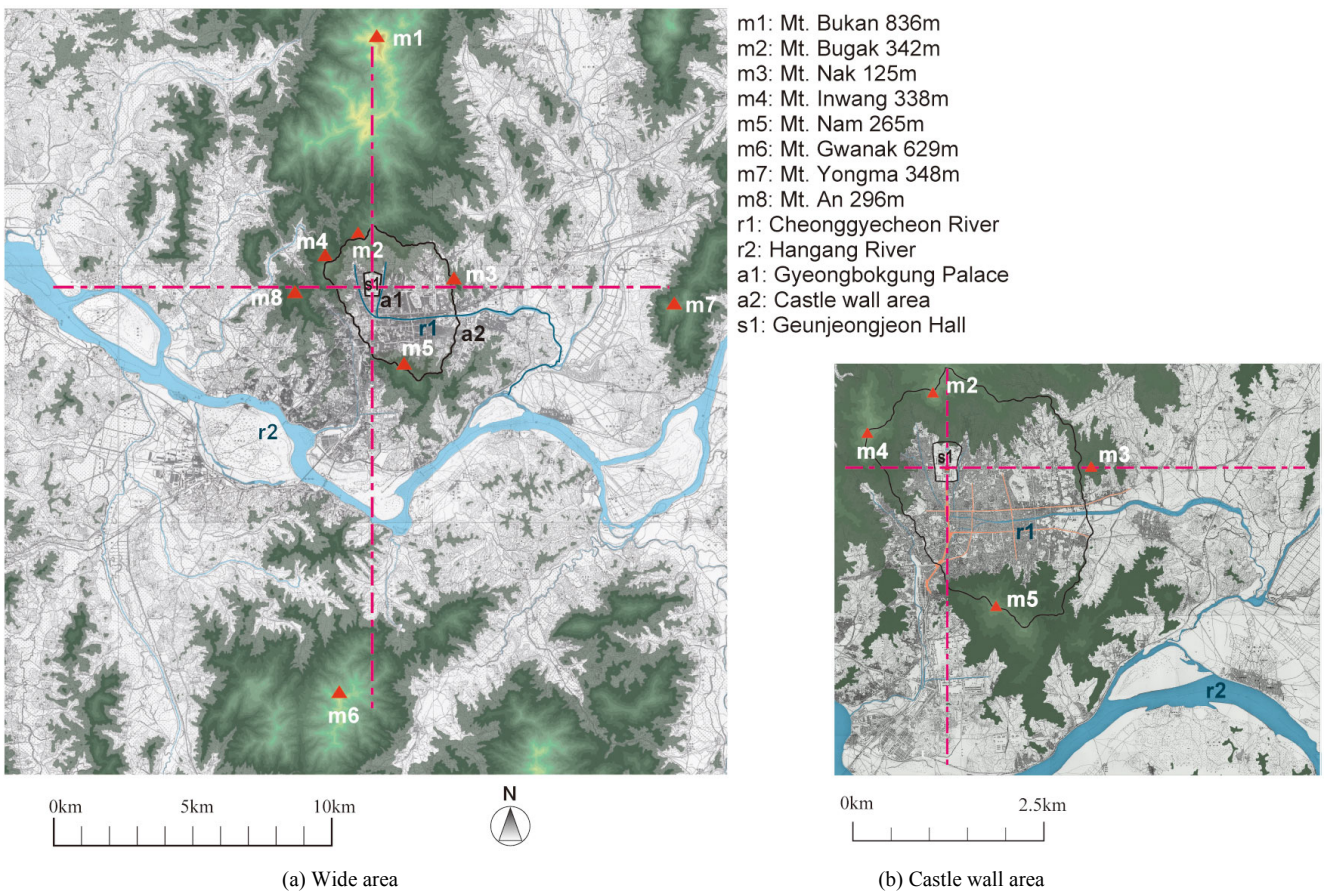 m1: Mt. Bukan 836m
m2: Mt. Bugak 342m
m3: Mt. Nak 125m
m4: Mt. Inwang 338m
m5: Mt. Nam 265m
m6: Mt. Gwanak 629m
m7: Mt. Yongma 348m
m8: Mt. An 296m
r1: Cheonggyecheon River
r2: Hangang River
a1: Gyeongbokgung Palace
a2: Castle wall area
s1: Geunjeongjeon Hall
m1
m2
m4
m3
s1
m8
a1
m7
r1
a2
m5
r2
m6
0km 5km 10km
N
(a) Wide area
m2
m4
s1
m3
r1
m5
r2
0km 2.5km
(b) Castle wall area